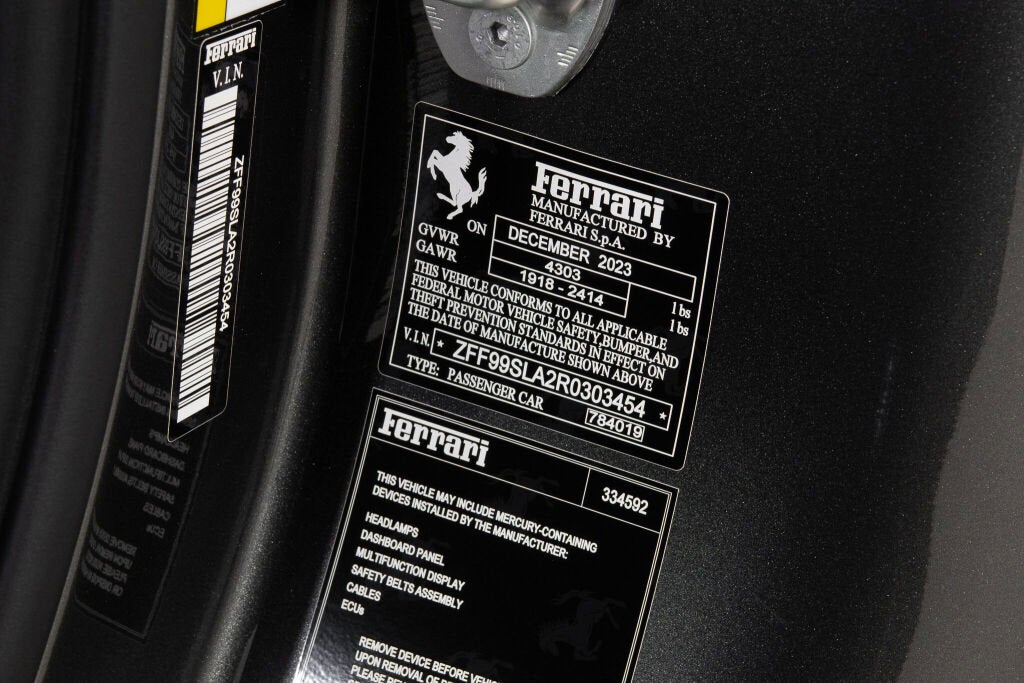 Ferrari
V.I.N.
ZFF99SLA2R0303454
Ferrari
MANUFACTURED BY
FERRARI S.p.A.
ON DECEMBER 2023
GVWR 4303 lbs
GAWR 1918 - 2414 lbs
THIS VEHICLE CONFORMS TO ALL APPLICABLE
FEDERAL MOTOR VEHICLE SAFETY,BUMPER,AND
THEFT PREVENTION STANDARDS IN EFFECT ON
THE DATE OF MANUFACTURE SHOWN ABOVE
V.I.N. * ZFF99SLA2R0303454 *
TYPE: PASSENGER CAR 784019
Ferrari 334592
THIS VEHICLE MAY INCLUDE MERCURY-CONTAINING
DEVICES INSTALLED BY THE MANUFACTURER:
HEADLAMPS
DASHBOARD PANEL
MULTIFUNCTION DISPLAY
SAFETY BELTS ASSEMBLY
CABLES
ECUs
REMOVE DEVICE BEFORE
UPON REMOVAL OF
PLEASE